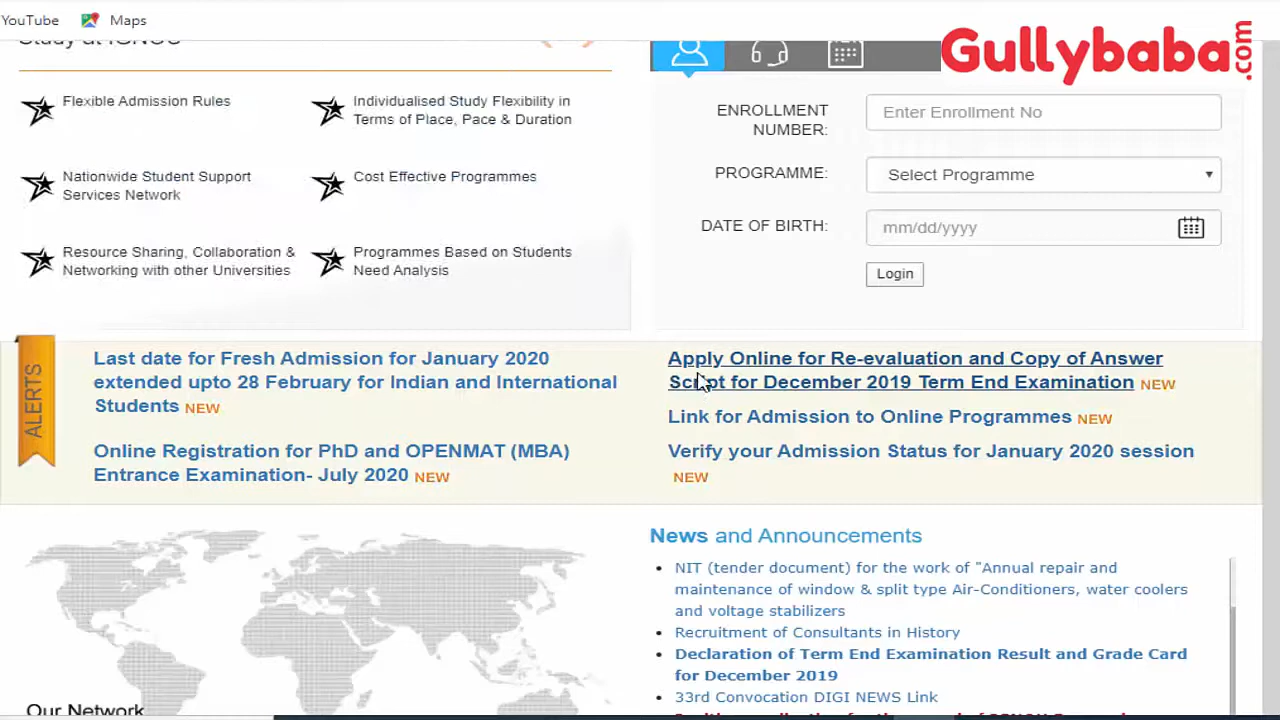 YouTube
Maps
Gullybaba.com
Study at IGNOU
Flexible Admission Rules
Individualised Study Flexibility in
Terms of Place, Pace & Duration
Nationwide Student Support
Services Network
Cost Effective Programmes
Resource Sharing, Collaboration &
Networking with other Universities
Programmes Based on Students
Need Analysis
ENROLLMENT
NUMBER:
Enter Enrollment No
PROGRAMME:
Select Programme
DATE OF BIRTH:
mm/dd/yyyy
Login
ALERTS
Last date for Fresh Admission for January 2020
extended upto 28 February for Indian and International
Students NEW
Online Registration for PhD and OPENMAT (MBA)
Entrance Examination- July 2020 NEW
Apply Online for Re-evaluation and Copy of Answer
Script for December 2019 Term End Examination NEW
Link for Admission to Online Programmes NEW
Verify your Admission Status for January 2020 session
NEW
News and Announcements
NIT (tender document) for the work of "Annual repair and
maintenance of window & split type Air-Conditioners, water coolers
and voltage stabilizers
Recruitment of Consultants in History
Declaration of Term End Examination Result and Grade Card
for December 2019
33rd Convocation DIGI NEWS Link
Our Network